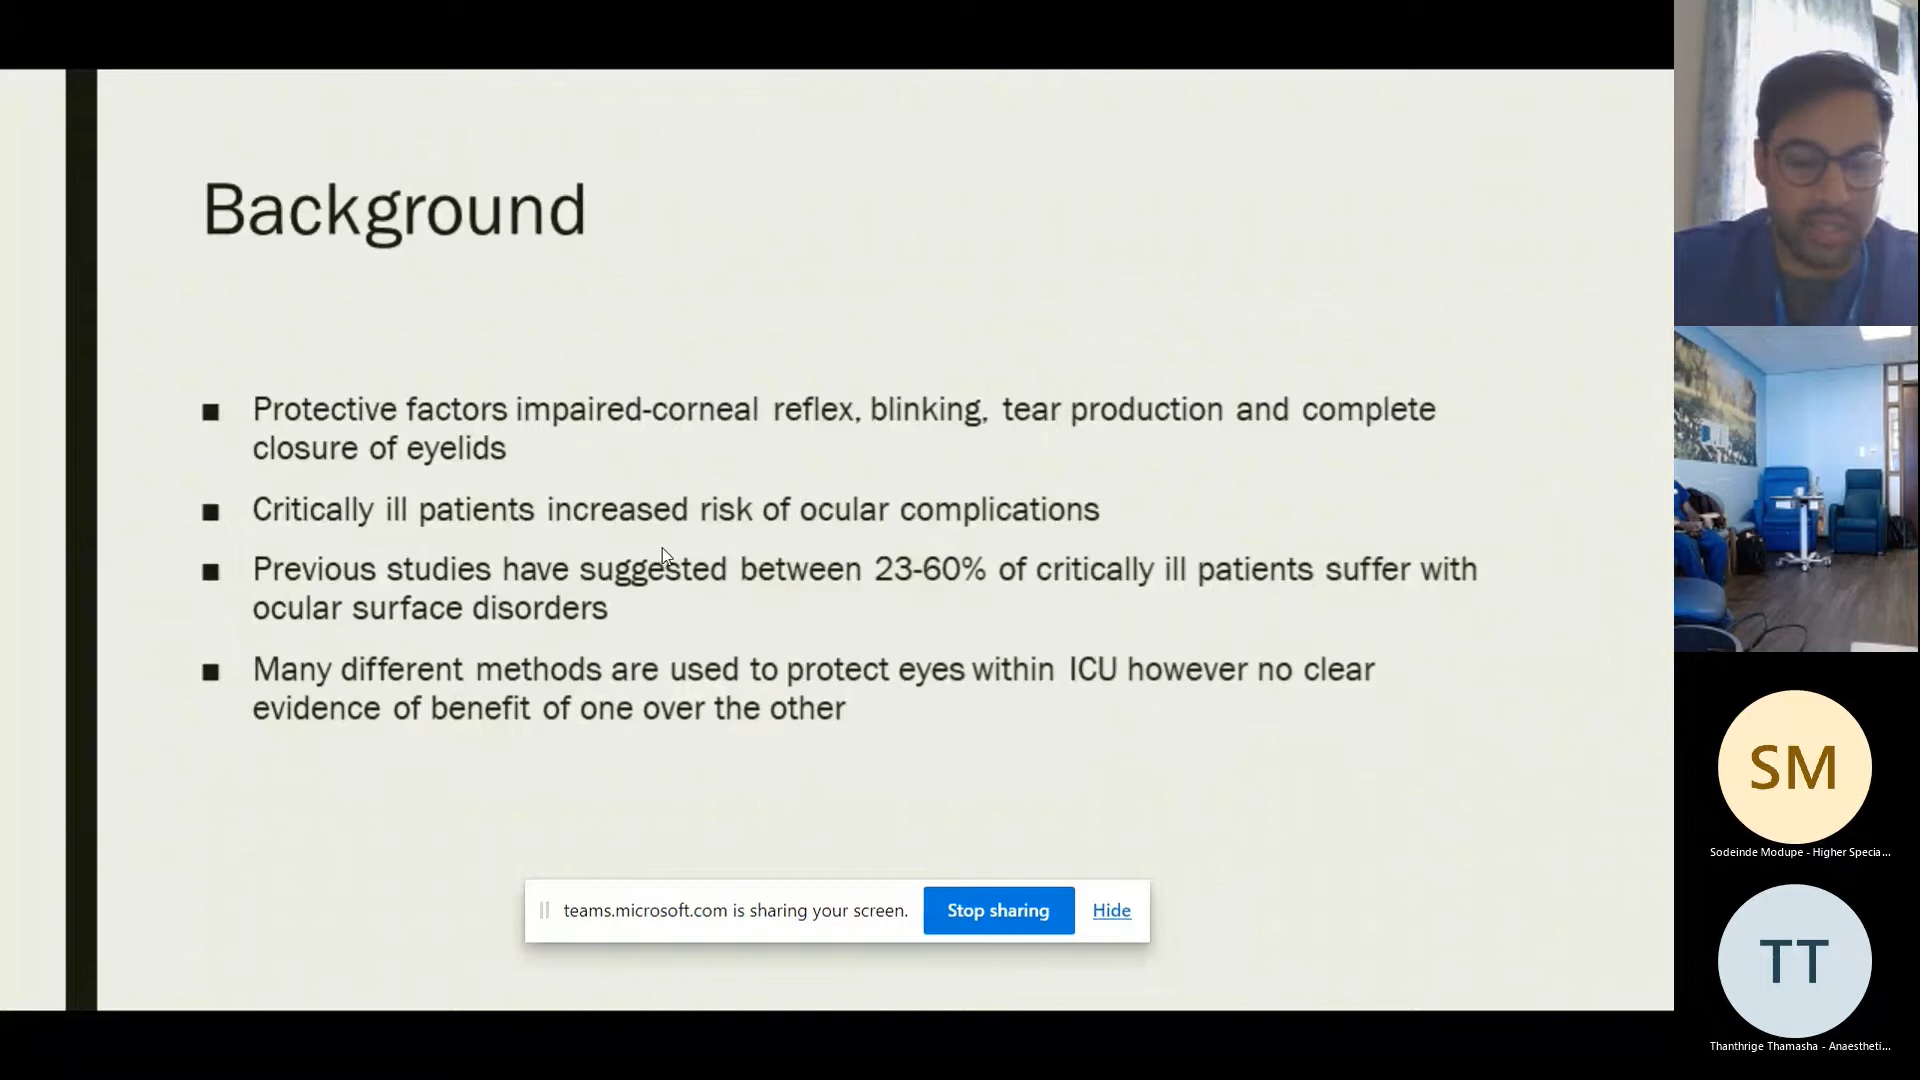 Background
■ Protective factors impaired-corneal reflex, blinking, tear production and complete
closure of eyelids
■ Critically ill patients increased risk of ocular complications
■ Previous studies have suggested between 23-60% of critically ill patients suffer with
ocular surface disorders
■ Many different methods are used to protect eyes within ICU however no clear
evidence of benefit of one over the other
teams.microsoft.com is sharing your screen. Stop sharing Hide
SM
Sodeinde Modupe - Higher Specia...
TT
Thanthrige Thamasha - Anaestheti...